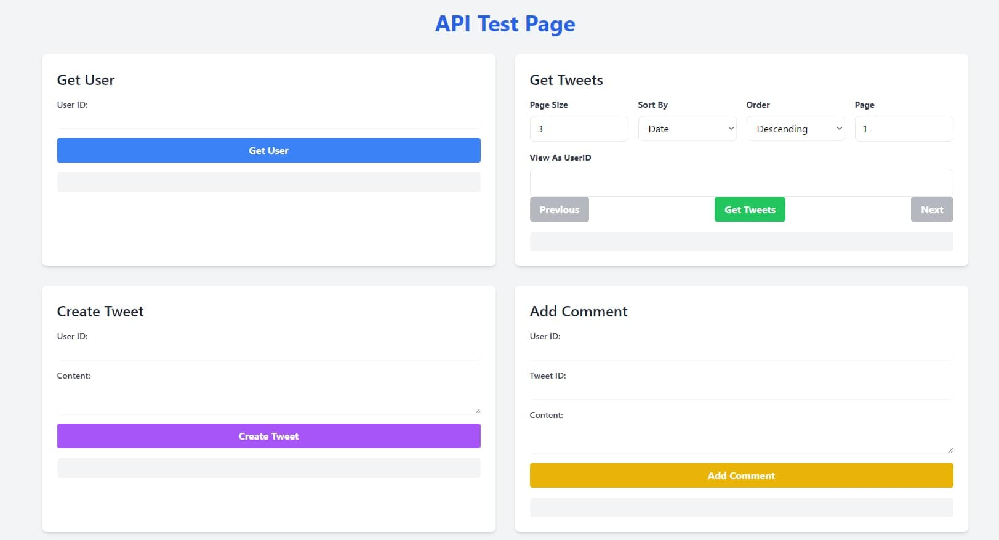 API Test Page
Get User
User ID:
Get User
Get Tweets
Page Size Sort By Order Page
3 Date Descending 1
View As UserID
Previous Get Tweets Next
Create Tweet
User ID:
Content:
Create Tweet
Add Comment
User ID:
Tweet ID:
Content:
Add Comment